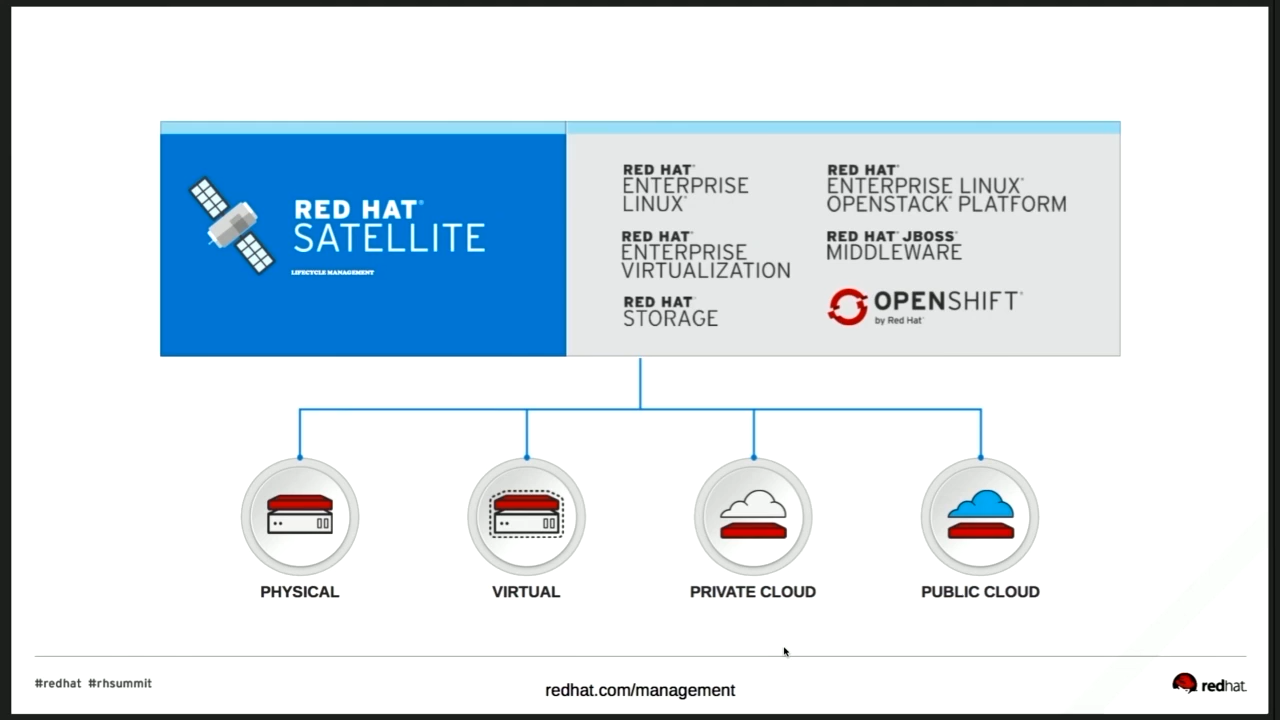 RED HAT®
SATELLITE
LIFECYCLE MANAGEMENT
RED HAT®
ENTERPRISE
LINUX®
RED HAT®
ENTERPRISE
VIRTUALIZATION
RED HAT®
STORAGE
RED HAT®
ENTERPRISE LINUX®
OPENSTACK® PLATFORM
RED HAT® JBOSS®
MIDDLEWARE
OPENSHIFT®
by Red Hat®
PHYSICAL
VIRTUAL
PRIVATE CLOUD
PUBLIC CLOUD
#redhat #rhsummit
redhat.com/management
redhat.